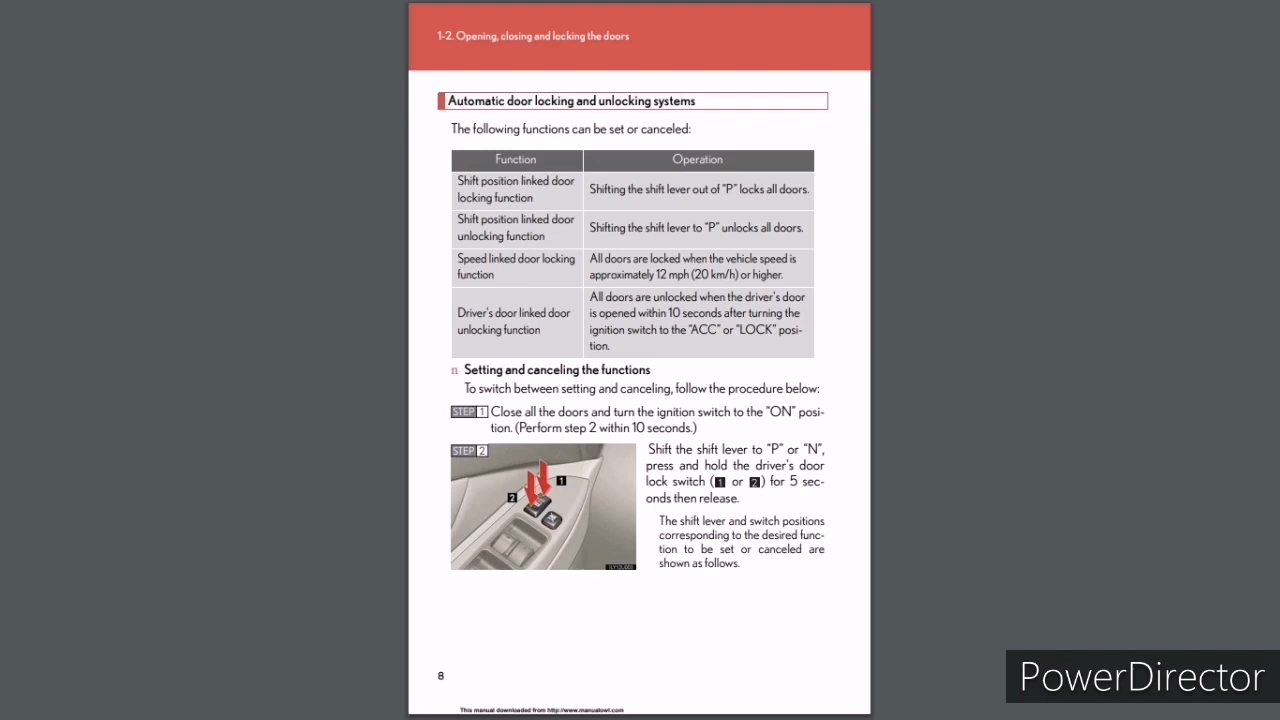 1-2. Opening, closing and locking the doors
Automatic door locking and unlocking systems
The following functions can be set or canceled:
Function
Operation
Shift position linked door
locking function
Shifting the shift lever out of “P” locks all doors.
Shift position linked door
unlocking function
Shifting the shift lever to “P” unlocks all doors.
Speed linked door locking
function
All doors are locked when the vehicle speed is
approximately 12 mph (20 km/h) or higher.
Driver’s door linked door
unlocking function
All doors are unlocked when the driver’s door
is opened within 10 seconds after turning the
ignition switch to the “ACC” or “LOCK” posi-
tion.
n Setting and canceling the functions
To switch between setting and canceling, follow the procedure below:
STEP 1 Close all the doors and turn the ignition switch to the “ON” posi-
tion. (Perform step 2 within 10 seconds.)
STEP 2
1
2
Shift the shift lever to “P” or “N”,
press and hold the driver’s door
lock switch (1 or 2) for 5 sec-
onds then release.
The shift lever and switch positions
corresponding to the desired func-
tion to be set or canceled are
shown as follows.
8
This manual downloaded from http://www.manualowl.com
PowerDirector